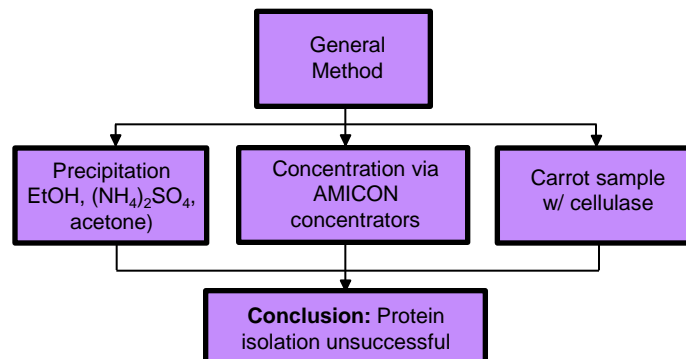 General
Method
Precipitation
EtOH, (NH₄)₂SO₄,
acetone)
Concentration via
AMICON
concentrators
Carrot sample
w/ cellulase
Conclusion: Protein
isolation unsuccessful